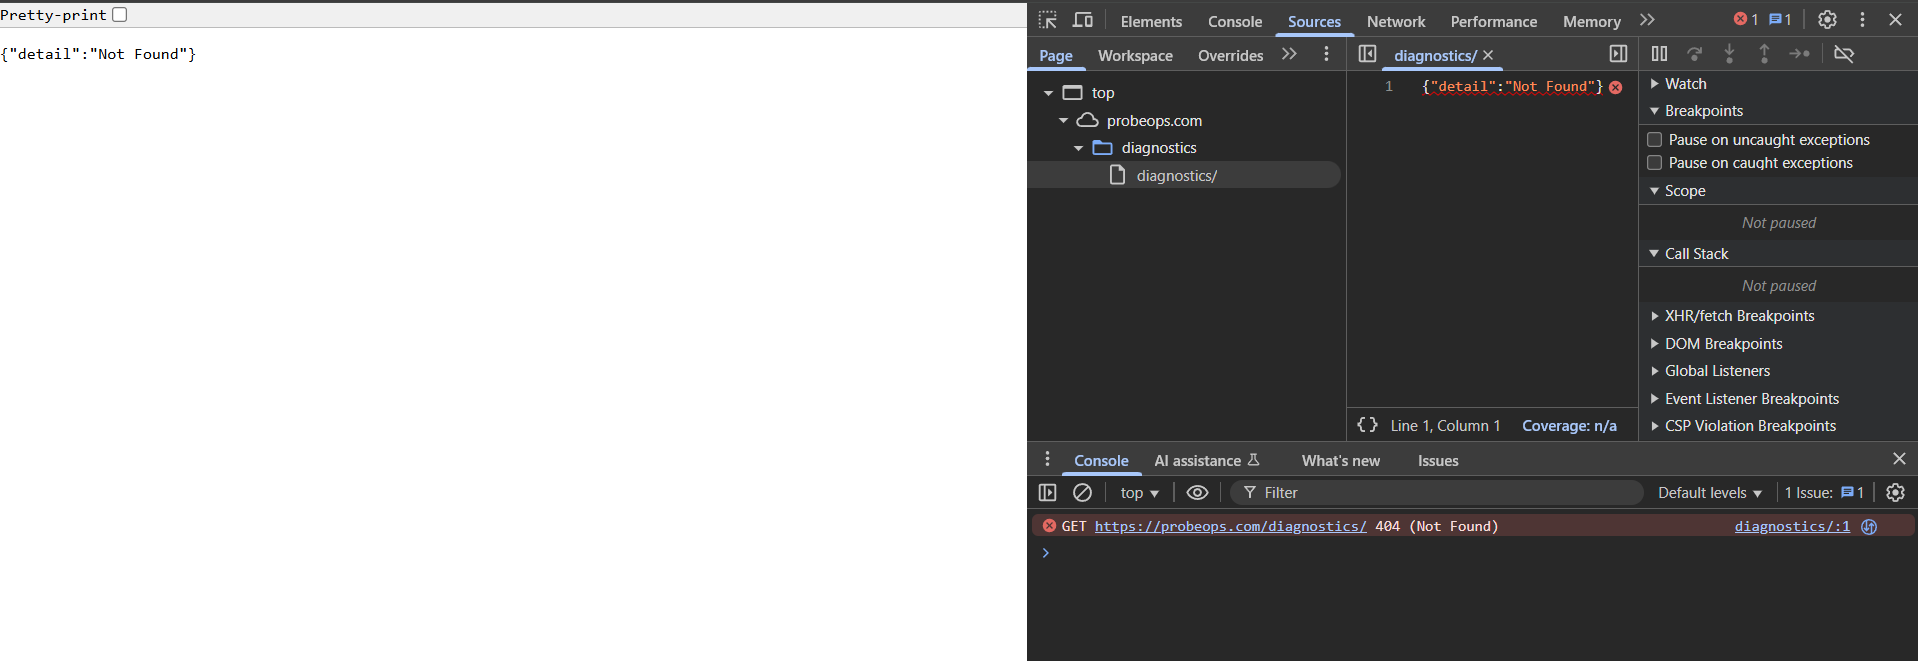 Pretty-print
{"detail":"Not Found"}
Elements Console Sources Network Performance Memory 1 1
Page Workspace Overrides
top
probeops.com
diagnostics
diagnostics/
diagnostics/
1 {"detail":"Not Found"}
{} Line 1, Column 1 Coverage: n/a
Watch
Breakpoints
Pause on uncaught exceptions
Pause on caught exceptions
Scope
Not paused
Call Stack
Not paused
XHR/fetch Breakpoints
DOM Breakpoints
Global Listeners
Event Listener Breakpoints
CSP Violation Breakpoints
Console AI assistance What's new Issues
top Filter Default levels 1 Issue: 1
GET https://probeops.com/diagnostics/ 404 (Not Found) diagnostics/:1